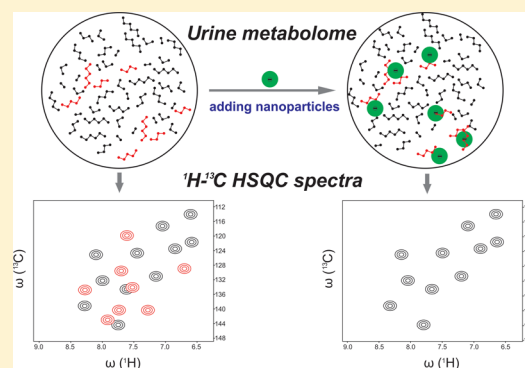 Urine metabolome
adding nanoparticles
¹H-¹³C HSQC spectra
ω (¹³C)
112
116
120
124
128
132
136
140
144
148
9.0 8.5 8.0 7.5 7.0 6.5
ω (¹H)
ω (¹³C)
9.0 8.5 8.0 7.5 7.0 6.5
ω (¹H)